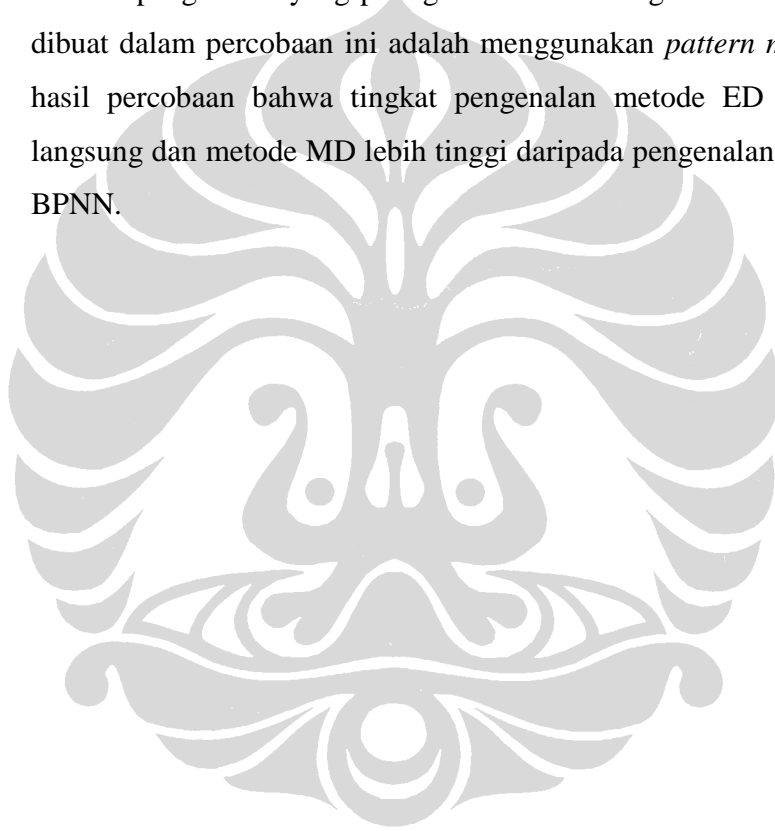 yang
dibuat dalam percobaan ini adalah menggunakan pattern
hasil percobaan bahwa tingkat pengenalan metode ED
langsung dan metode MD lebih tinggi daripada pengenalan
BPNN.